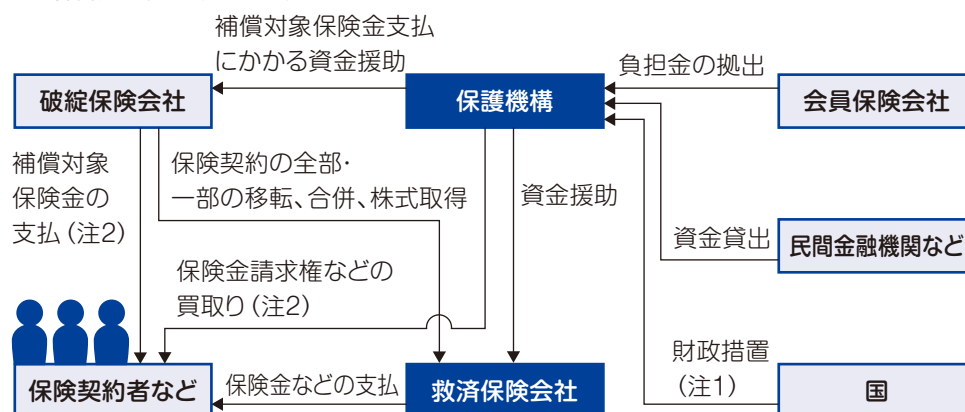 補償対象保険金支払
にかかる資金援助
負担金の拠出
破綻保険会社
保護機構
会員保険会社
補償対象
保険金の
支払（注2）
保険契約の全部・
一部の移転、合併、株式取得
資金援助
資金貸出
民間金融機関など
保険金請求権などの
買取り（注2）
財政措置
（注1）
保険契約者など
保険金などの支払
救済保険会社
国